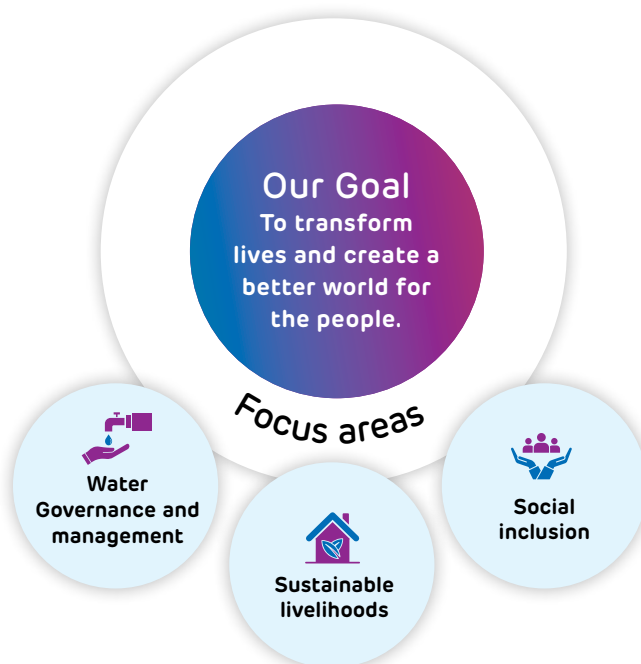 Our Goal
To transform
lives and create a
better world for
the people.
Focus areas
Water
Governance and
management
Sustainable
livelihoods
Social
inclusion